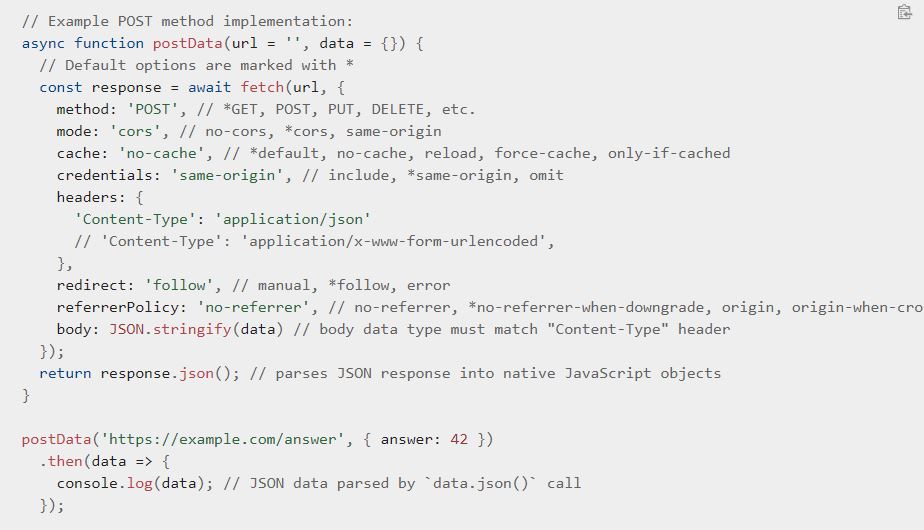 // Example POST method implementation:
async function postData(url = '', data = {}) {
  // Default options are marked with *
  const response = await fetch(url, {
    method: 'POST', // *GET, POST, PUT, DELETE, etc.
    mode: 'cors', // no-cors, *cors, same-origin
    cache: 'no-cache', // *default, no-cache, reload, force-cache, only-if-cached
    credentials: 'same-origin', // include, *same-origin, omit
    headers: {
      'Content-Type': 'application/json'
      // 'Content-Type': 'application/x-www-form-urlencoded',
    },
    redirect: 'follow', // manual, *follow, error
    referrerPolicy: 'no-referrer', // no-referrer, *no-referrer-when-downgrade, origin, origin-when-cro
    body: JSON.stringify(data) // body data type must match "Content-Type" header
  });
  return response.json(); // parses JSON response into native JavaScript objects
}

postData('https://example.com/answer', { answer: 42 })
  .then(data => {
    console.log(data); // JSON data parsed by `data.json()` call
  });